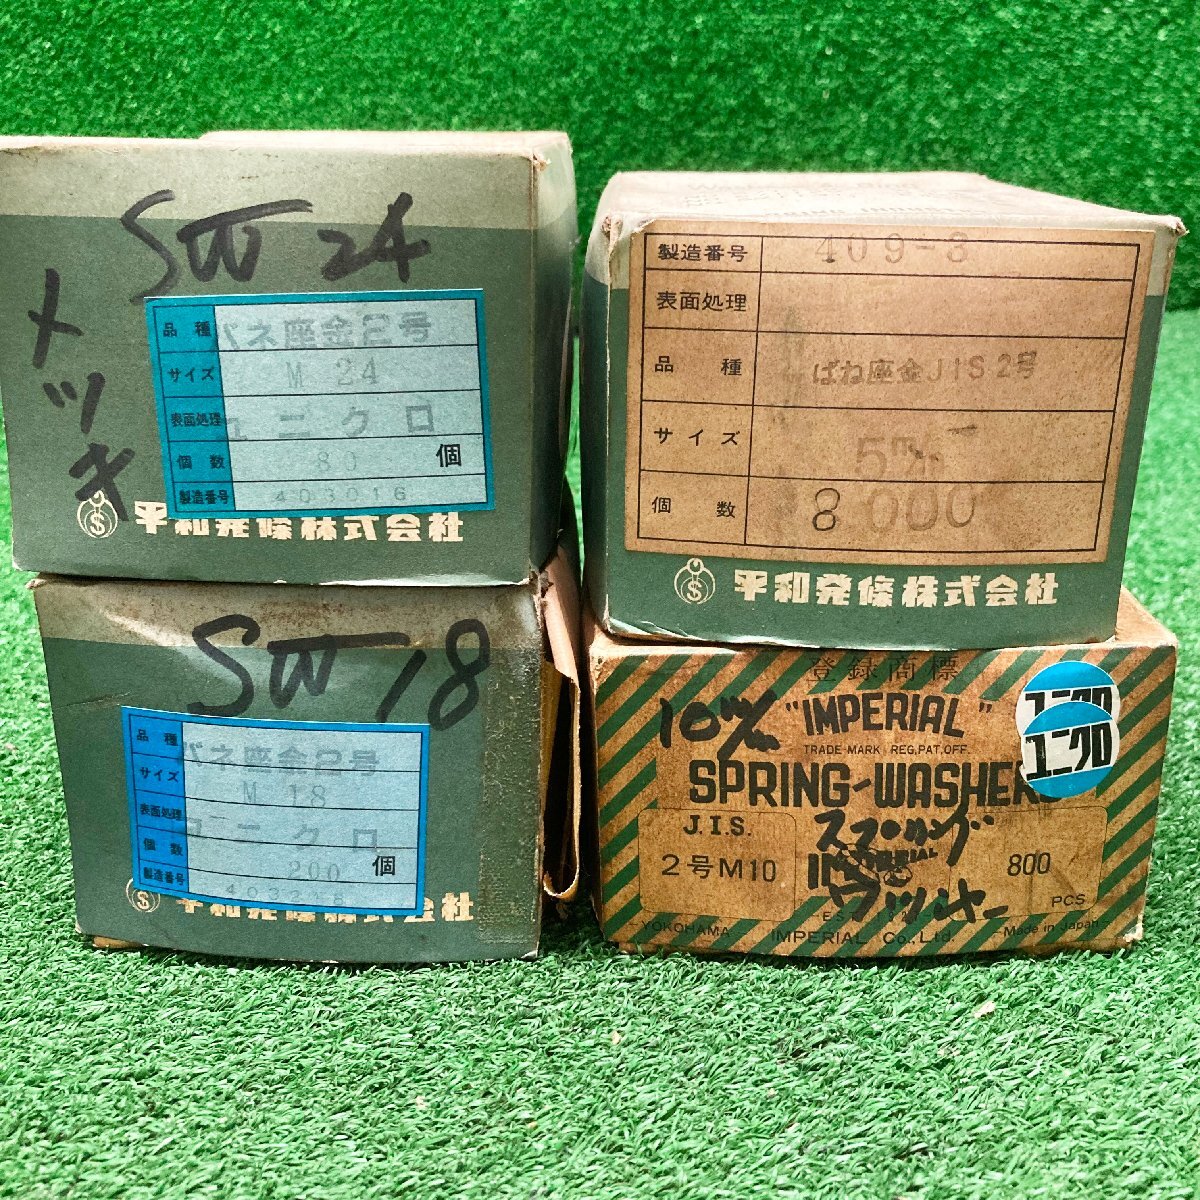 SW 24
メッキ
品種 バネ座金2号
サイズ M 24
表面処理 ユニクロ
個数 80 個
製造番号 403016
平和発條株式会社
製造番号 409-3
表面処理
品種 ばね座金JIS2号
サイズ 5m/m
個数 8 000
平和発條株式会社
SW 18
品種 バネ座金2号
サイズ M 18
表面処理 ユニクロ
個数 200 個
製造番号
平和発條株式会社
登録商標
10m/m "IMPERIAL"
TRADE-MARK REG.PAT.OFF.
ユニクロ
ユニクロ
SPRING-WASHERS
J.I.S.
2号M10
スプリング
ワッシャー
800
PCS
YOKOHAMA IMPERIAL Co., Ltd. Made in Japan